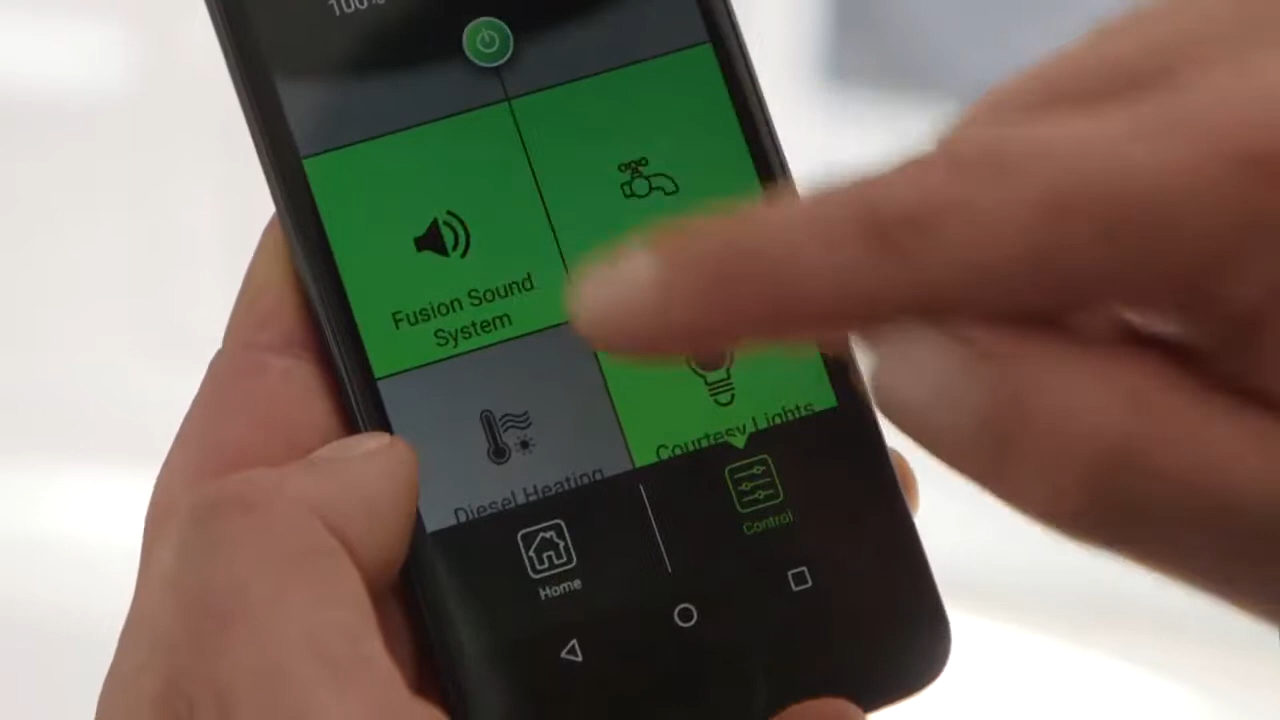 100%
Fusion Sound
System
Courtesy Lights
Diesel Heating
Control
Home